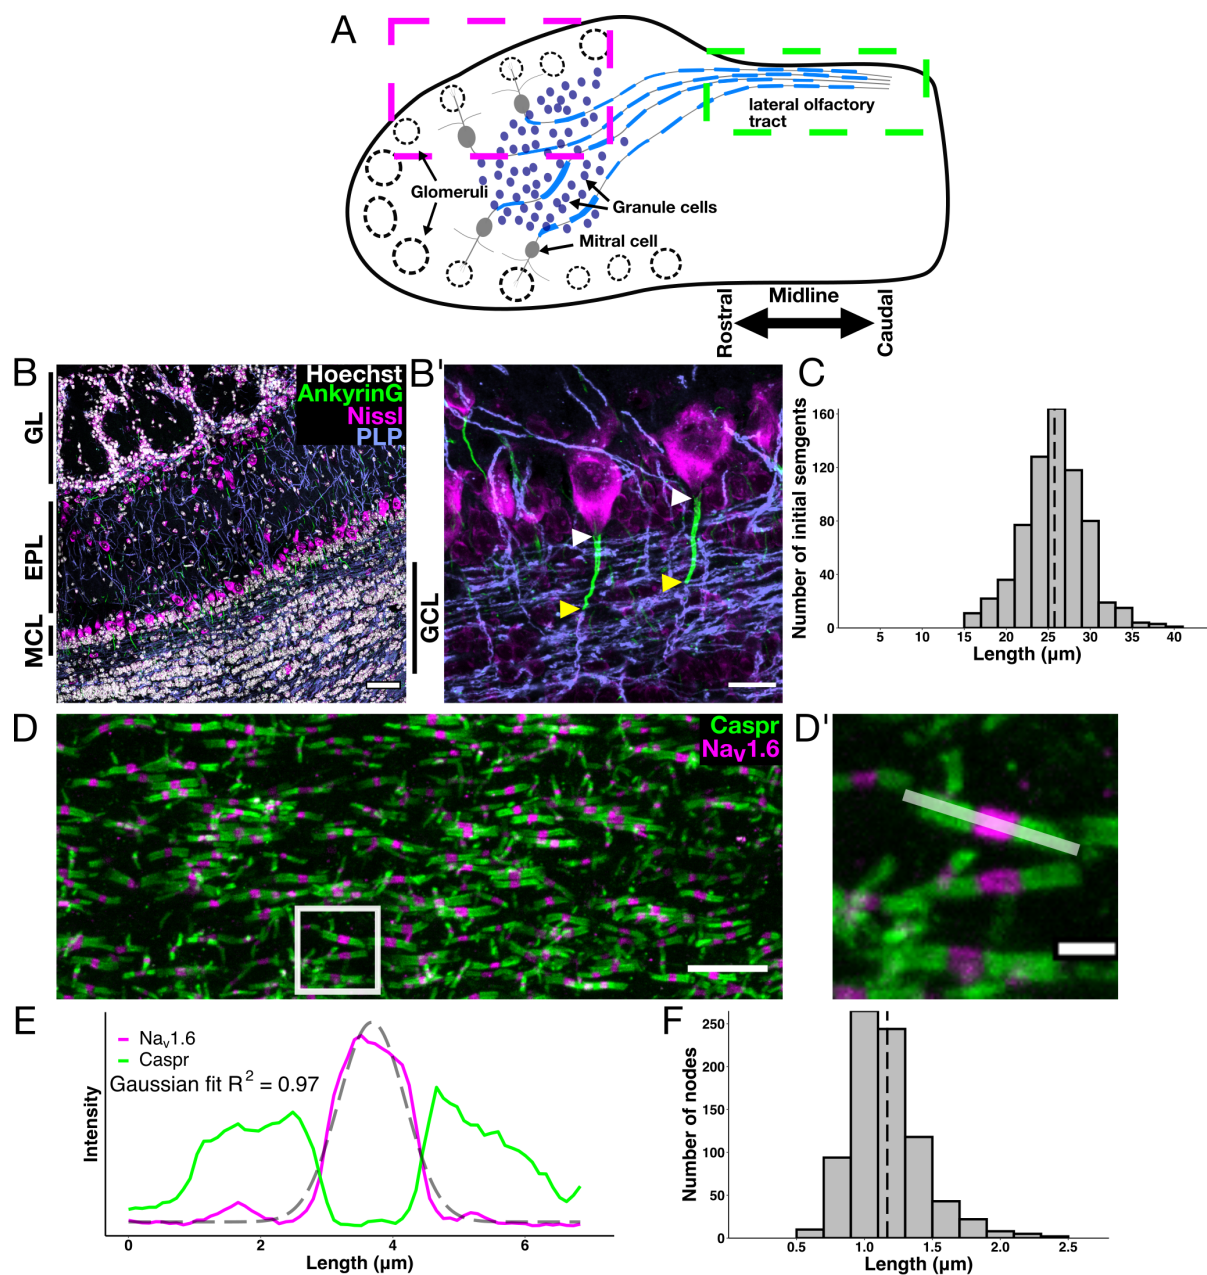 A
lateral olfactory
tract
Glomeruli
Granule cells
Mitral cell
Rostral
Midline
Caudal
B
GL
EPL
MCL
Hoechst
AnkyrinG
Nissl
PLP
B'
GCL
C
Number of initial semgents
160
120
80
40
0
5 10 15 20 25 30 35 40
Length (µm)
D
Caspr
Nav1.6
D'
E
Nav1.6
Caspr
Gaussian fit R2 = 0.97
Intensity
0 2 4 6
Length (µm)
F
Number of nodes
250
200
150
100
50
0
0.5 1.0 1.5 2.0 2.5
Length (µm)